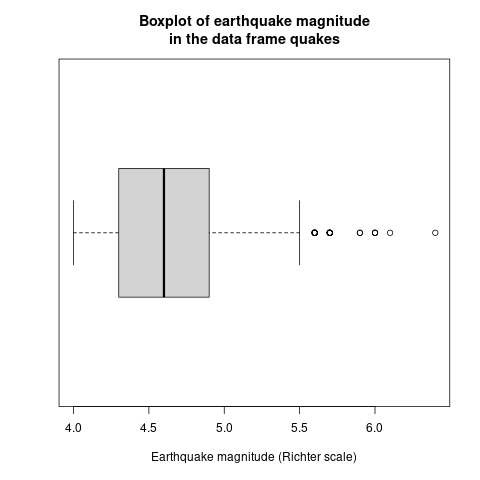 Boxplot of earthquake magnitude
in the data frame quakes
4.0 4.5 5.0 5.5 6.0
Earthquake magnitude (Richter scale)